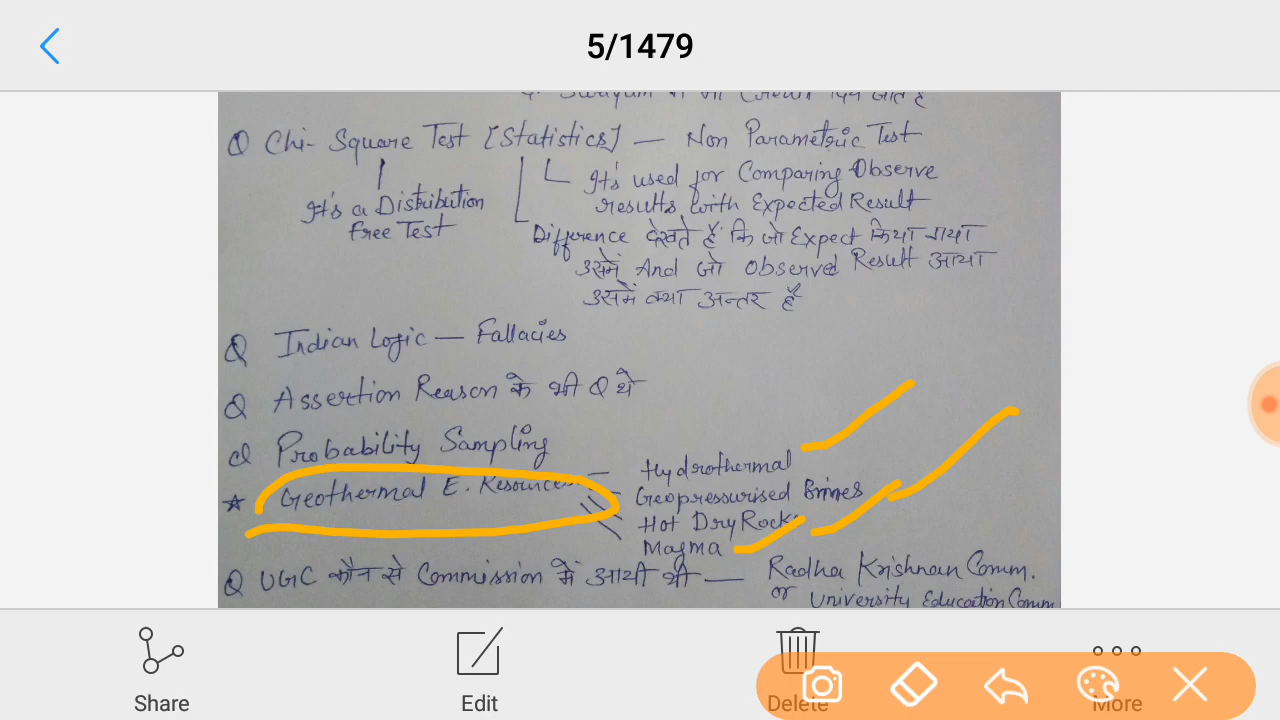 5/1479
Q Chi-Square Test [Statistics] — Non Parametric Test
It's used for Comparing Observe
It's a Distribution
results with Expected Result
free Test
Difference देखते हैं कि जो Expect किया गया
उसमें And जो Observed Result आया
उसमें क्या अन्तर है
Q Indian Logic — Fallacies
Q Assertion Reason के भी Q थे
Q Probability Sampling
Hydrothermal
★ Geothermal E. Resources
Geopressurised Brines
Hot Dry Rocks
Magma
Q UGC कौन से Commission में आयी थी — Radha Krishnan Comm.
or University Education Comm
Share
Edit
Delete
More